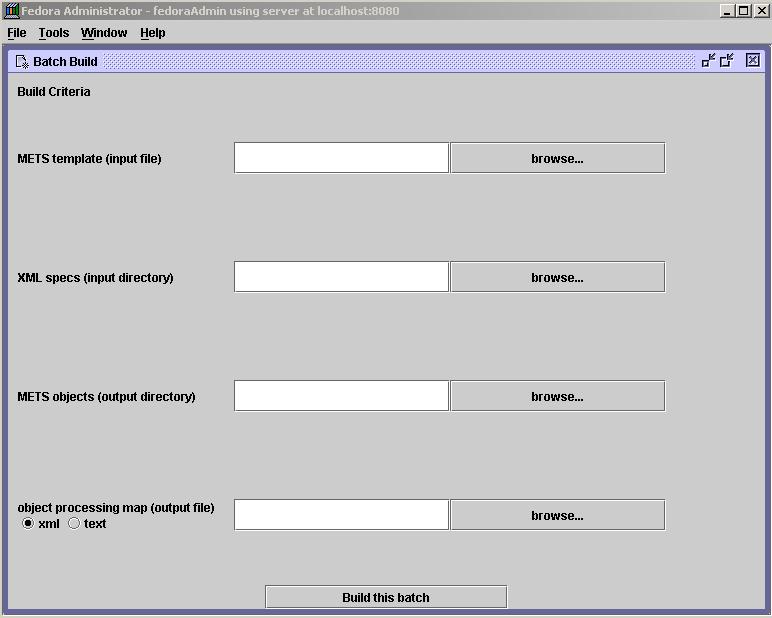 Fedora Administrator - fedoraAdmin using server at localhost:8080
File Tools Window Help
Batch Build
Build Criteria
METS template (input file) browse...
XML specs (input directory) browse...
METS objects (output directory) browse...
object processing map (output file) browse...
xml text
Build this batch